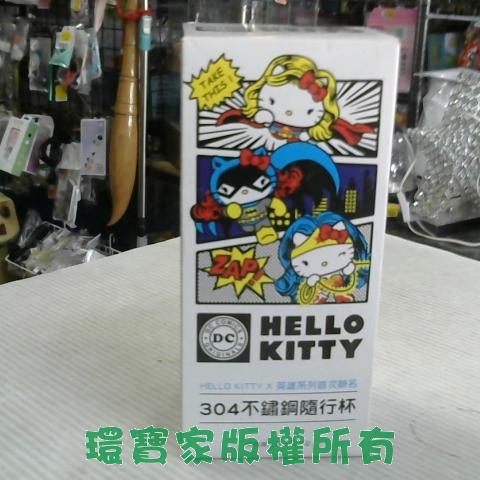 TAKE
THIS!
ZAP!
DC COMICS
DC
ORIGINALS
HELLO
KITTY
HELLO KITTY X 英雄系列首次聯名
304不鏽鋼隨行杯
環寶家版權所有